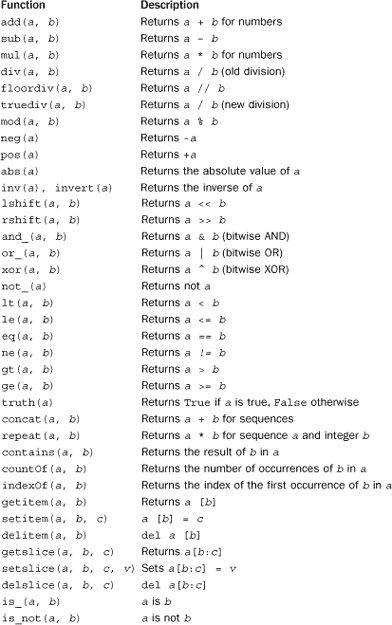 Function Description
add(a, b) Returns a + b for numbers
sub(a, b) Returns a - b
mul(a, b) Returns a * b for numbers
div(a, b) Returns a / b (old division)
floordiv(a, b) Returns a // b
truediv(a, b) Returns a / b (new division)
mod(a, b) Returns a % b
neg(a) Returns -a
pos(a) Returns +a
abs(a) Returns the absolute value of a
inv(a), invert(a) Returns the inverse of a
lshift(a, b) Returns a << b
rshift(a, b) Returns a >> b
and_(a, b) Returns a & b (bitwise AND)
or_(a, b) Returns a | b (bitwise OR)
xor(a, b) Returns a ^ b (bitwise XOR)
not_(a) Returns not a
lt(a, b) Returns a < b
le(a, b) Returns a <= b
eq(a, b) Returns a == b
ne(a, b) Returns a != b
gt(a, b) Returns a > b
ge(a, b) Returns a >= b
truth(a) Returns True if a is true, False otherwise
concat(a, b) Returns a + b for sequences
repeat(a, b) Returns a * b for sequence a and integer b
contains(a, b) Returns the result of b in a
countOf(a, b) Returns the number of occurrences of b in a
indexOf(a, b) Returns the index of the first occurrence of b in a
getitem(a, b) Returns a [b]
setitem(a, b, c) a [b] = c
delitem(a, b) del a [b]
getslice(a, b, c) Returns a[b:c]
setslice(a, b, c, v) Sets a[b:c] = v
delslice(a, b, c) del a[b:c]
is_(a, b) a is b
is_not(a, b) a is not b